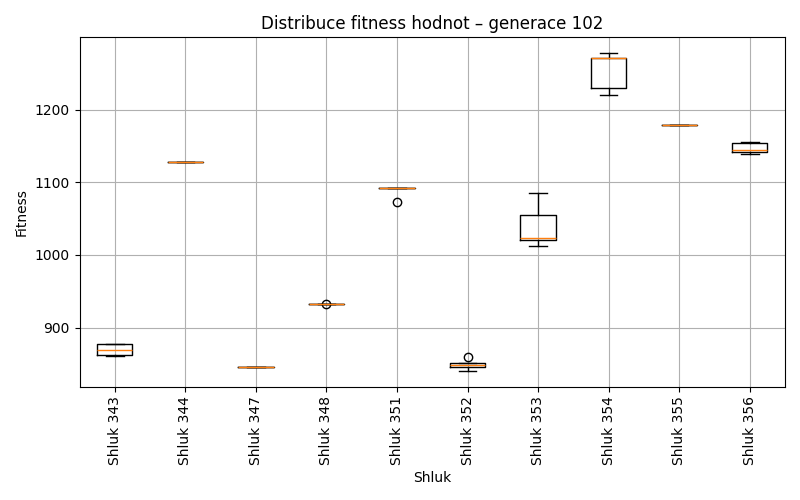 Distribuce fitness hodnot – generace 102
Fitness
1200
1100
1000
900
Shluk 343
Shluk 344
Shluk 347
Shluk 348
Shluk 351
Shluk 352
Shluk 353
Shluk 354
Shluk 355
Shluk 356
Shluk